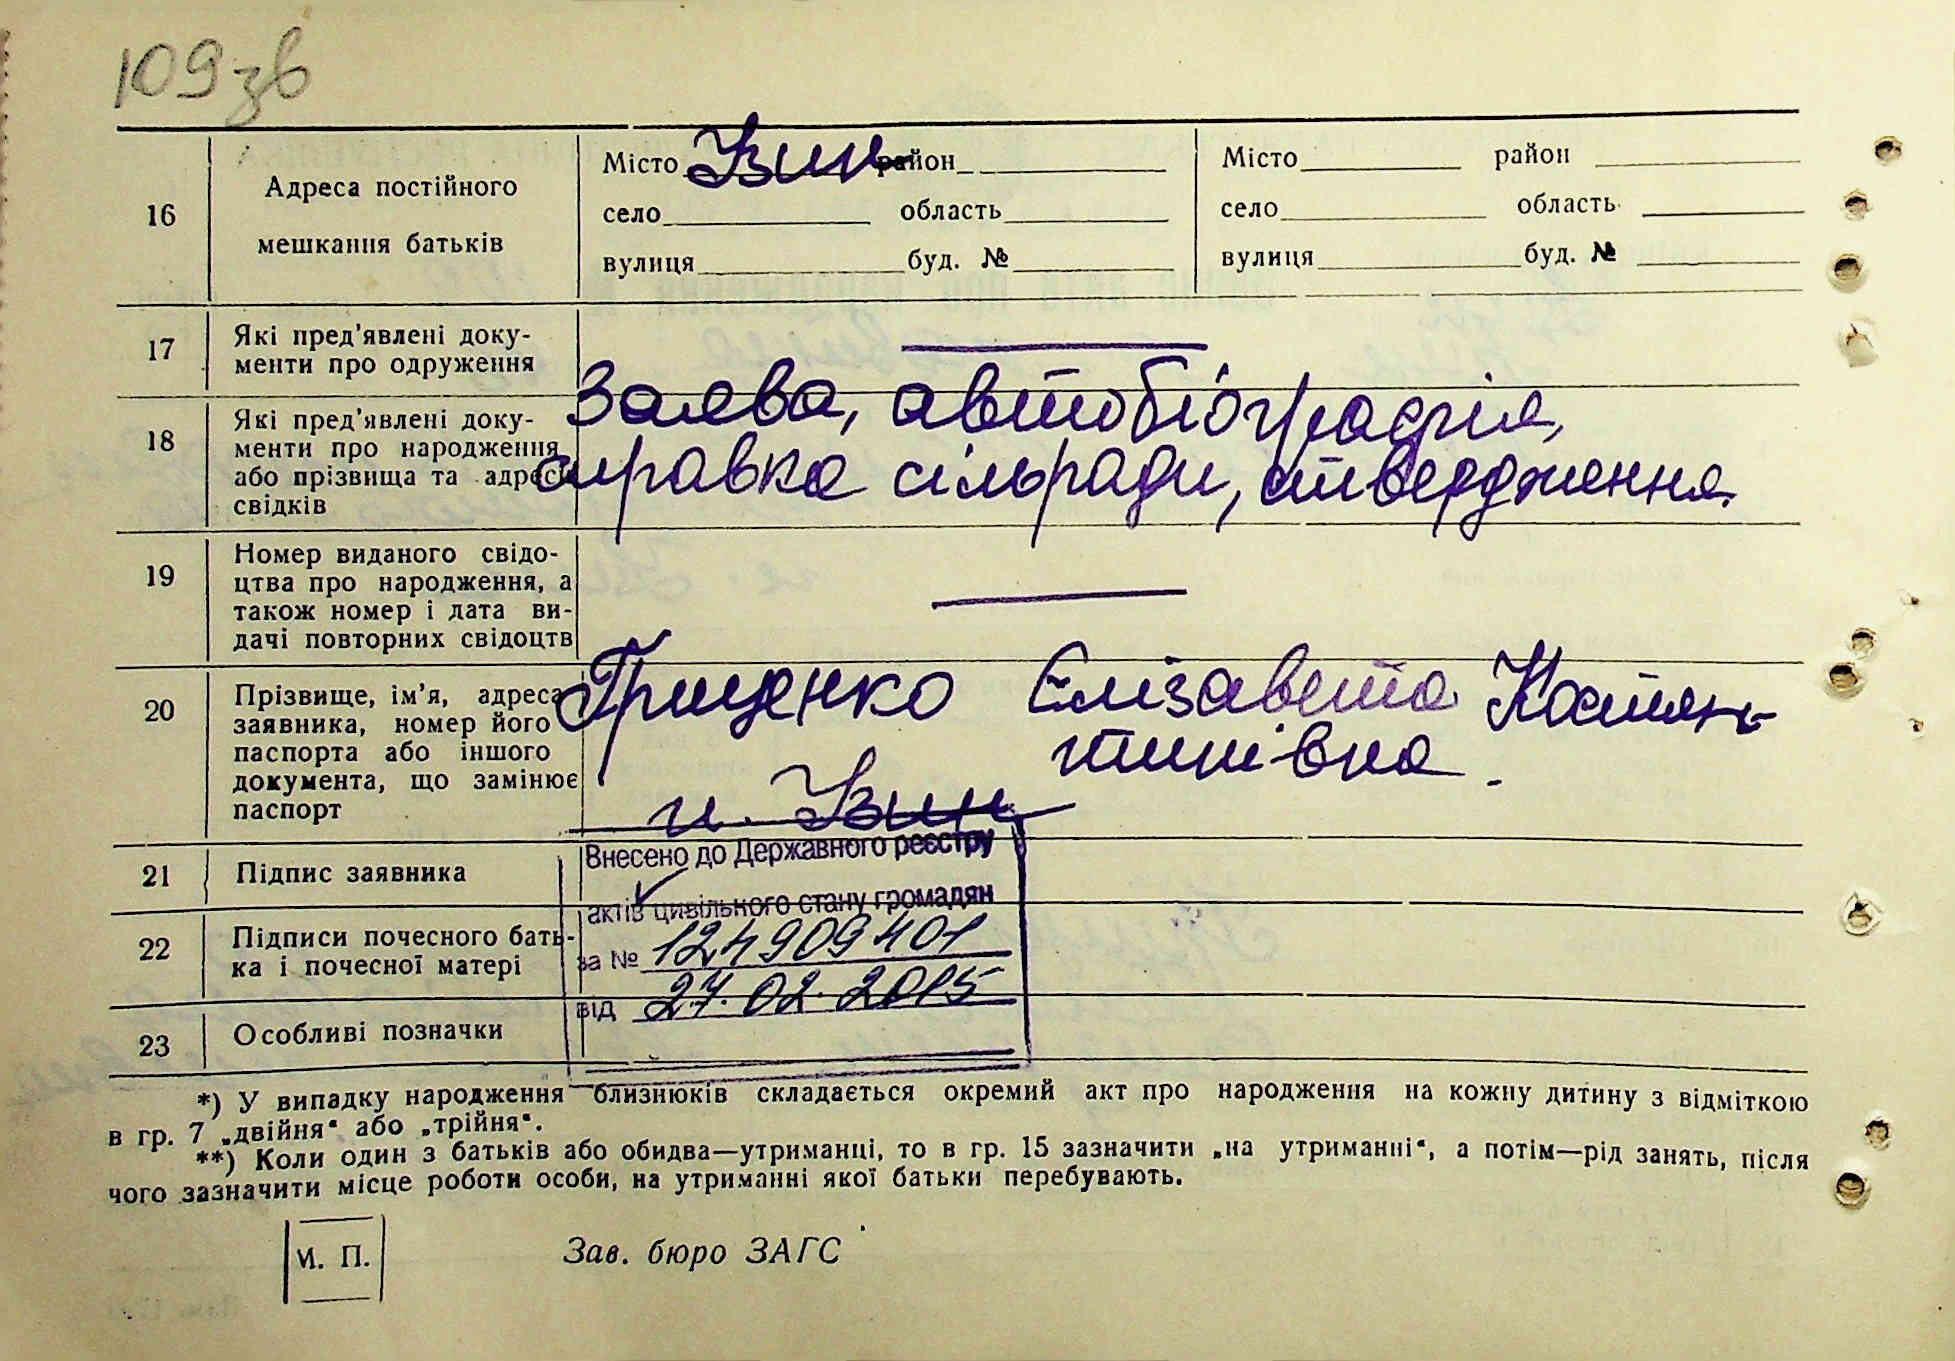 109 зв
16
Адреса постійного
мешкання батьків
Місто Узин район
село область
вулиця буд. №
Місто район
село область
вулиця буд. №
17
Які пред'явлені доку-
менти про одруження
18
Які пред'явлені доку-
менти про народження
або прізвища та адреси
свідків
Заява, автобіографія,
справка сільради, ствердження.
19
Номер виданого свідо-
цтва про народження, а
також номер і дата ви-
дачі повторних свідоцтв
20
Прізвище, ім'я, адреса
заявника, номер його
паспорта або іншого
документа, що замінює
паспорт
Грищенко Єлізавета Костян-
тинівна.
м. Узин
21
Підпис заявника
22
Підписи почесного бать-
ка і почесної матері
23
Особливі позначки
Внесено до Державного реєстру
актів цивільного стану громадян
за № 124909401
від 27.02.2015
*) У випадку народження близнюків складається окремий акт про народження на кожну дитину з відміткою
в гр. 7 „двійня“ або „трійня“.
**) Коли один з батьків або обидва—утриманці, то в гр. 15 зазначити „на утриманні“, а потім—рід занять, після
чого зазначити місце роботи особи, на утриманні якої батьки перебувають.
М. П.
Зав. бюро ЗАГС